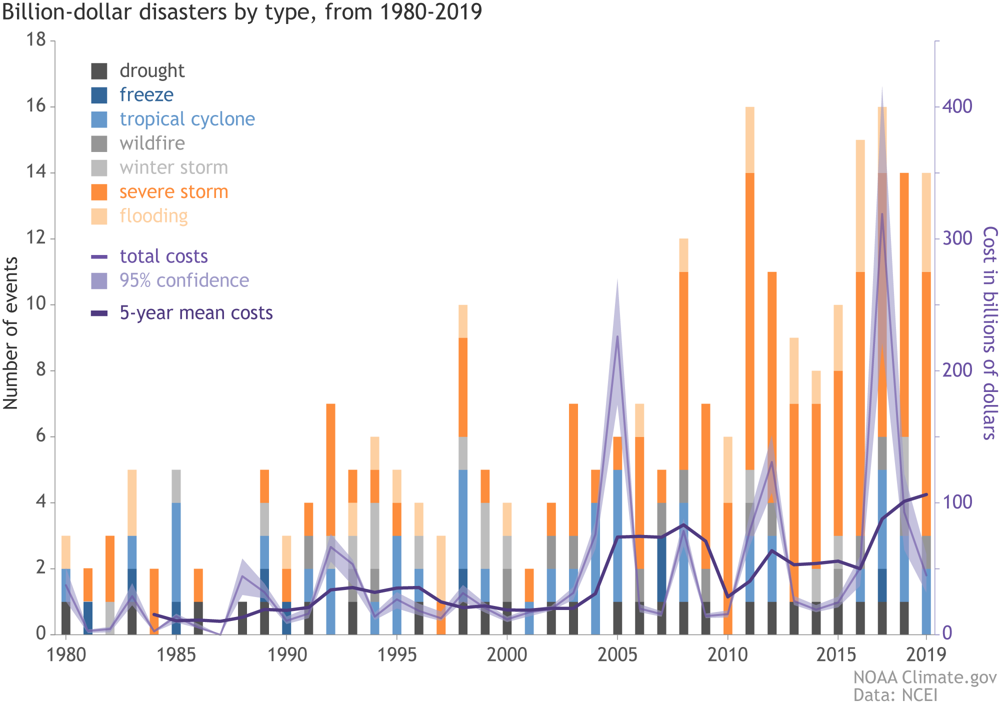 Billion-dollar disasters by type, from 1980-2019
18
16
14
12
10
8
6
4
2
0
Number of events
drought
freeze
tropical cyclone
wildfire
winter storm
severe storm
flooding
total costs
95% confidence
5-year mean costs
400
300
200
100
0
Cost in billions of dollars
1980
1985
1990
1995
2000
2005
2010
2015
2019
NOAA Climate.gov
Data: NCEI